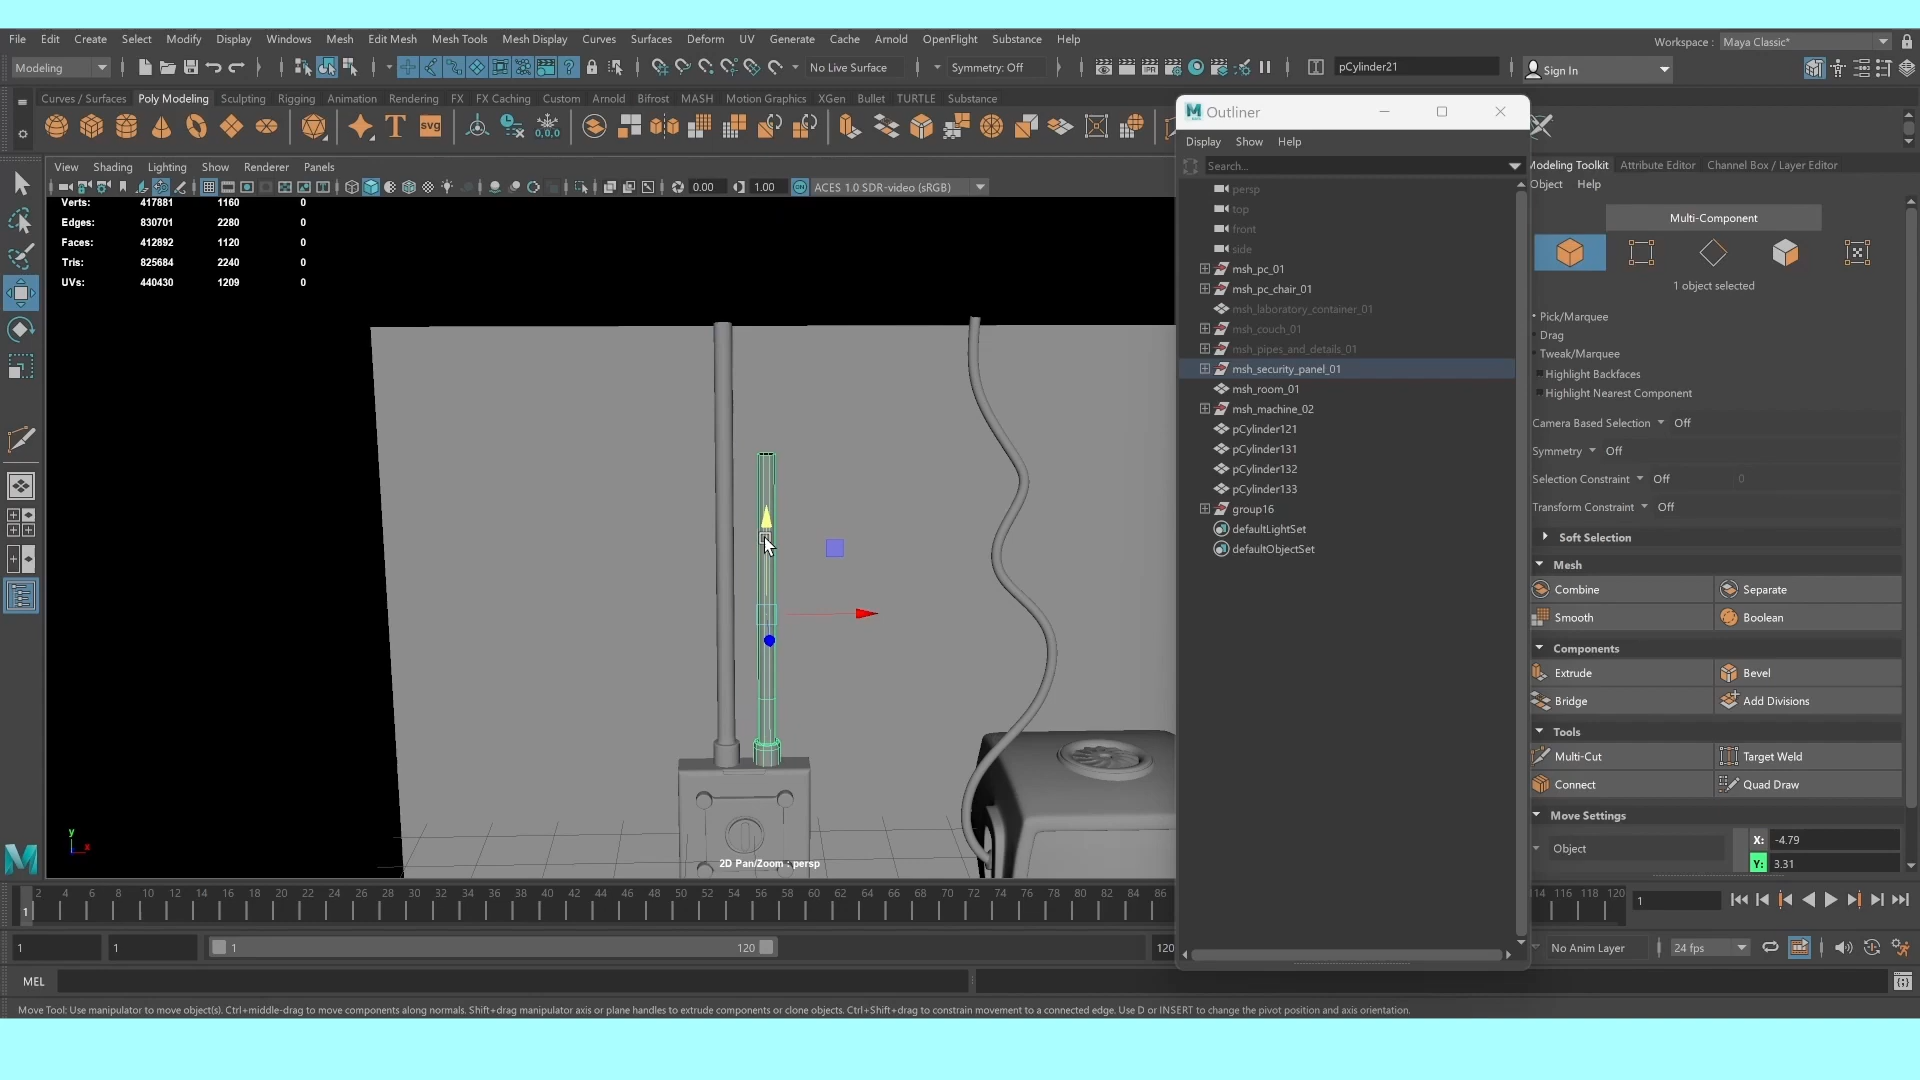 File Edit Create Select Modify Display Windows Mesh Edit Mesh Mesh Tools Mesh Display Curves Surfaces Deform UV Generate Cache Arnold OpenFlight Substance Help
Workspace : Maya Classic*
Modeling No Live Surface Symmetry: Off pCylinder21 Sign In
Curves / Surfaces Poly Modeling Sculpting Rigging Animation Rendering FX FX Caching Custom Arnold Bifrost MASH Motion Graphics XGen Bullet TURTLE Substance
svg 0,0,0
View Shading Lighting Show Renderer Panels
0.00 1.00 ACES 1.0 SDR-video (sRGB)
Verts: 417881 1160 0
Edges: 830701 2280 0
Faces: 412892 1120 0
Tris: 825684 2240 0
UVs: 440430 1209 0
y
x
2D Pan/Zoom : persp
Outliner
Display Show Help
Search...
persp
top
front
side
msh_pc_01
msh_pc_chair_01
msh_laboratory_container_01
msh_couch_01
msh_pipes_and_details_01
msh_security_panel_01
msh_room_01
msh_machine_02
pCylinder121
pCylinder131
pCylinder132
pCylinder133
group16
defaultLightSet
defaultObjectSet
Modeling Toolkit Attribute Editor Channel Box / Layer Editor
Object Help
Multi-Component
1 object selected
Pick/Marquee
Drag
Tweak/Marquee
Highlight Backfaces
Highlight Nearest Component
Camera Based Selection Off
Symmetry Off
Selection Constraint Off 0
Transform Constraint Off
Soft Selection
Mesh
Combine Separate
Smooth Boolean
Components
Extrude Bevel
Bridge Add Divisions
Tools
Multi-Cut Target Weld
Connect Quad Draw
Move Settings
Object X: -4.79
Y: 3.31
2 4 6 8 10 12 14 16 18 20 22 24 26 28 30 32 34 36 38 40 42 44 46 48 50 52 54 56 58 60 62 64 66 68 70 72 74 76 78 80 82 84 86 114 116 118 120
1 1
1 1 1 120 120 No Anim Layer 24 fps
MEL
Move Tool: Use manipulator to move object(s). Ctrl+middle-drag to move components along normals. Shift+drag manipulator axis or plane handles to extrude components or clone objects. Ctrl+Shift+drag to constrain movement to a connected edge. Use D or INSERT to change the pivot position and axis orientation.